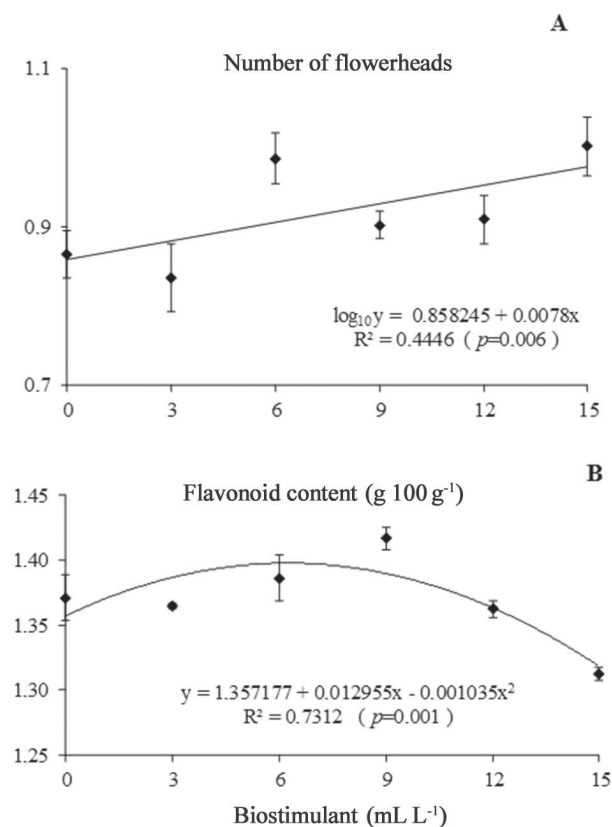 A
Number of flowerheads
1.1
0.9
0.7
log₁₀y = 0.858245 + 0.0078x
R² = 0.4446 ( p=0.006 )
0 3 6 9 12 15
B
Flavonoid content (g 100 g⁻¹)
1.45
1.40
1.35
1.30
1.25
y = 1.357177 + 0.012955x - 0.001035x²
R² = 0.7312 ( p=0.001 )
0 3 6 9 12 15
Biostimulant (mL L⁻¹)